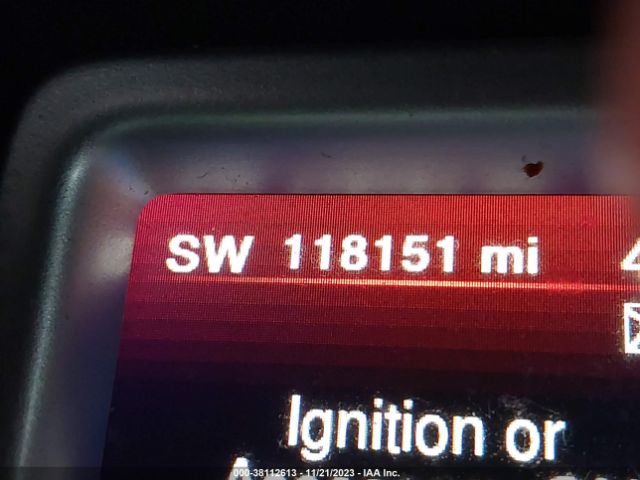 SW 118151 mi
Ignition or
000-38112613 - 11/21/2023 - IAA Inc.